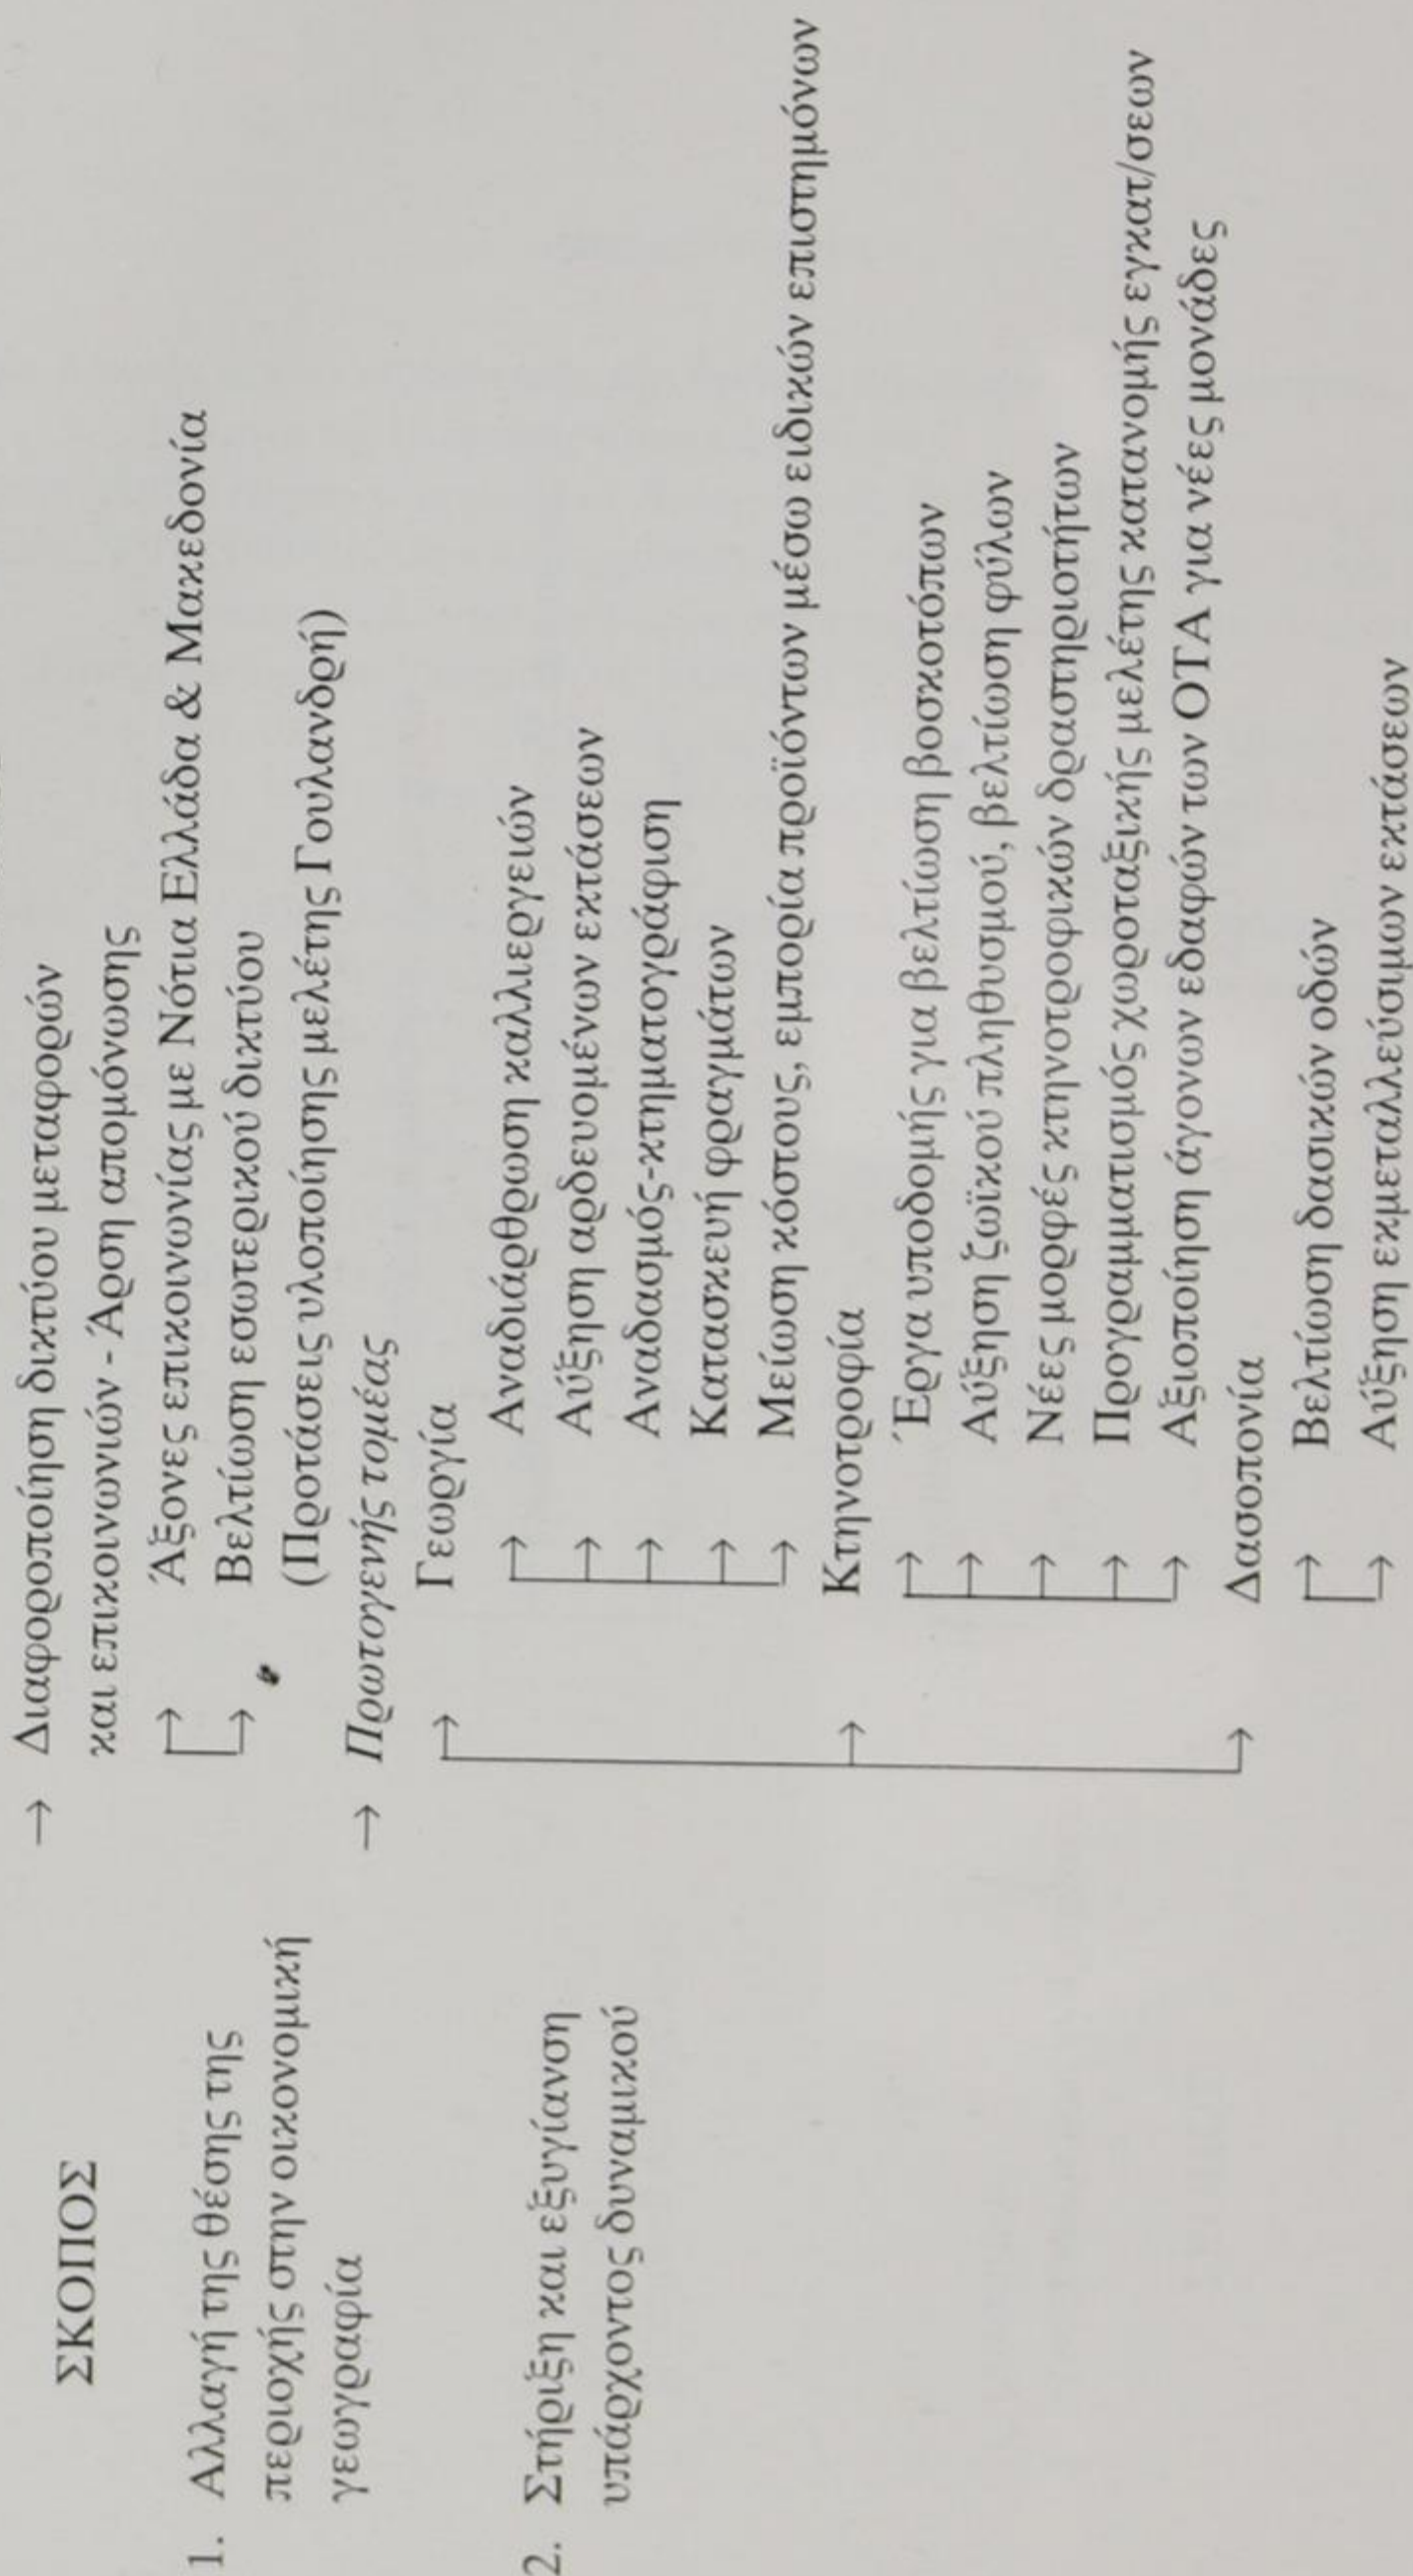 ΣΚΟΠΟΣ
1. Αλλαγή της θέσης της
περιοχής στην οικονομική
γεωγραφία
2. Στήριξη και εξυγίανση
υπάρχοντος δυναμικού
→ Διαφοροποίηση δικτύου μεταφορών
και επικοινωνιών - Άρση απομόνωσης
Άξονες επικοινωνίας με Νότια Ελλάδα & Μακεδονία
Βελτίωση εσωτερικού δικτύου
(Προτάσεις υλοποίησης μελέτης Γουλανδρή)
→ Πρωτογενής τομέας
Γεωργία
Αναδιάρθρωση καλλιεργειών
Αύξηση αρδευομένων εκτάσεων
Αναδασμός-κτηματογράφιση
Κατασκευή φραγμάτων
Μείωση κόστους, εμπορία προϊόντων μέσω ειδικών επιστημόνων
Κτηνοτροφία
Έργα υποδομής για βελτίωση βοσκοτόπων
Αύξηση ζωϊκού πληθυσμού, βελτίωση φύλων
Νέες μορφές κτηνοτροφικών δραστηριοτήτων
Προγραμματισμός χωροταξικής μελέτης κατανομής εγκατ/σεων
Αξιοποίηση άγονων εδαφών των ΟΤΑ για νέες μονάδες
Δασοπονία
Βελτίωση δασικών οδών
Αύξηση εκμεταλλεύσιμων εκτάσεων